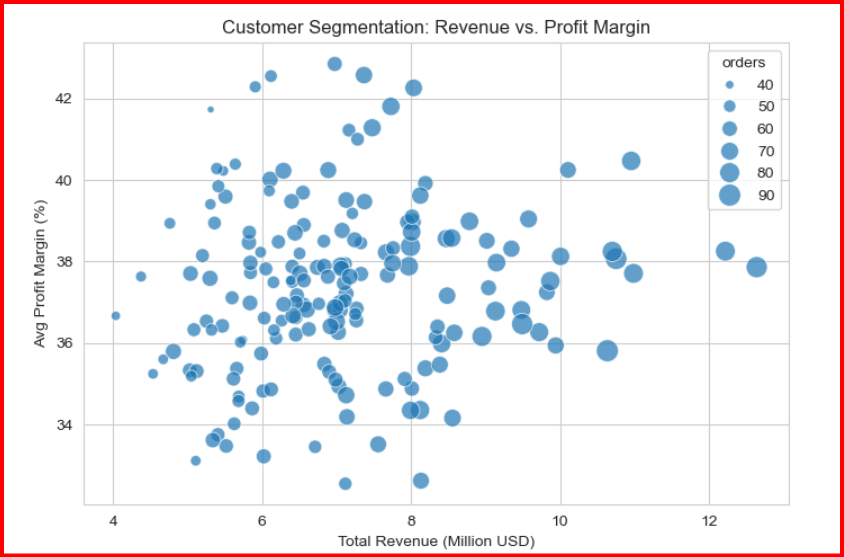 Customer Segmentation: Revenue vs. Profit Margin
orders
40
50
60
70
80
90
Avg Profit Margin (%)
42
40
38
36
34
4 6 8 10 12
Total Revenue (Million USD)